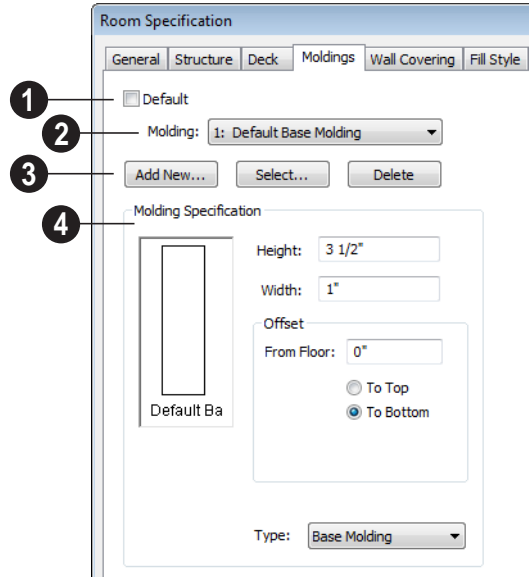 Room Specification
General Structure Deck Moldings Wall Covering Fill Style
1 Default
2 Molding: 1: Default Base Molding
3 Add New... Select... Delete
4 Molding Specification
Height: 3 1/2"
Width: 1"
Offset
From Floor: 0"
To Top
To Bottom
Default Ba
Type: Base Molding